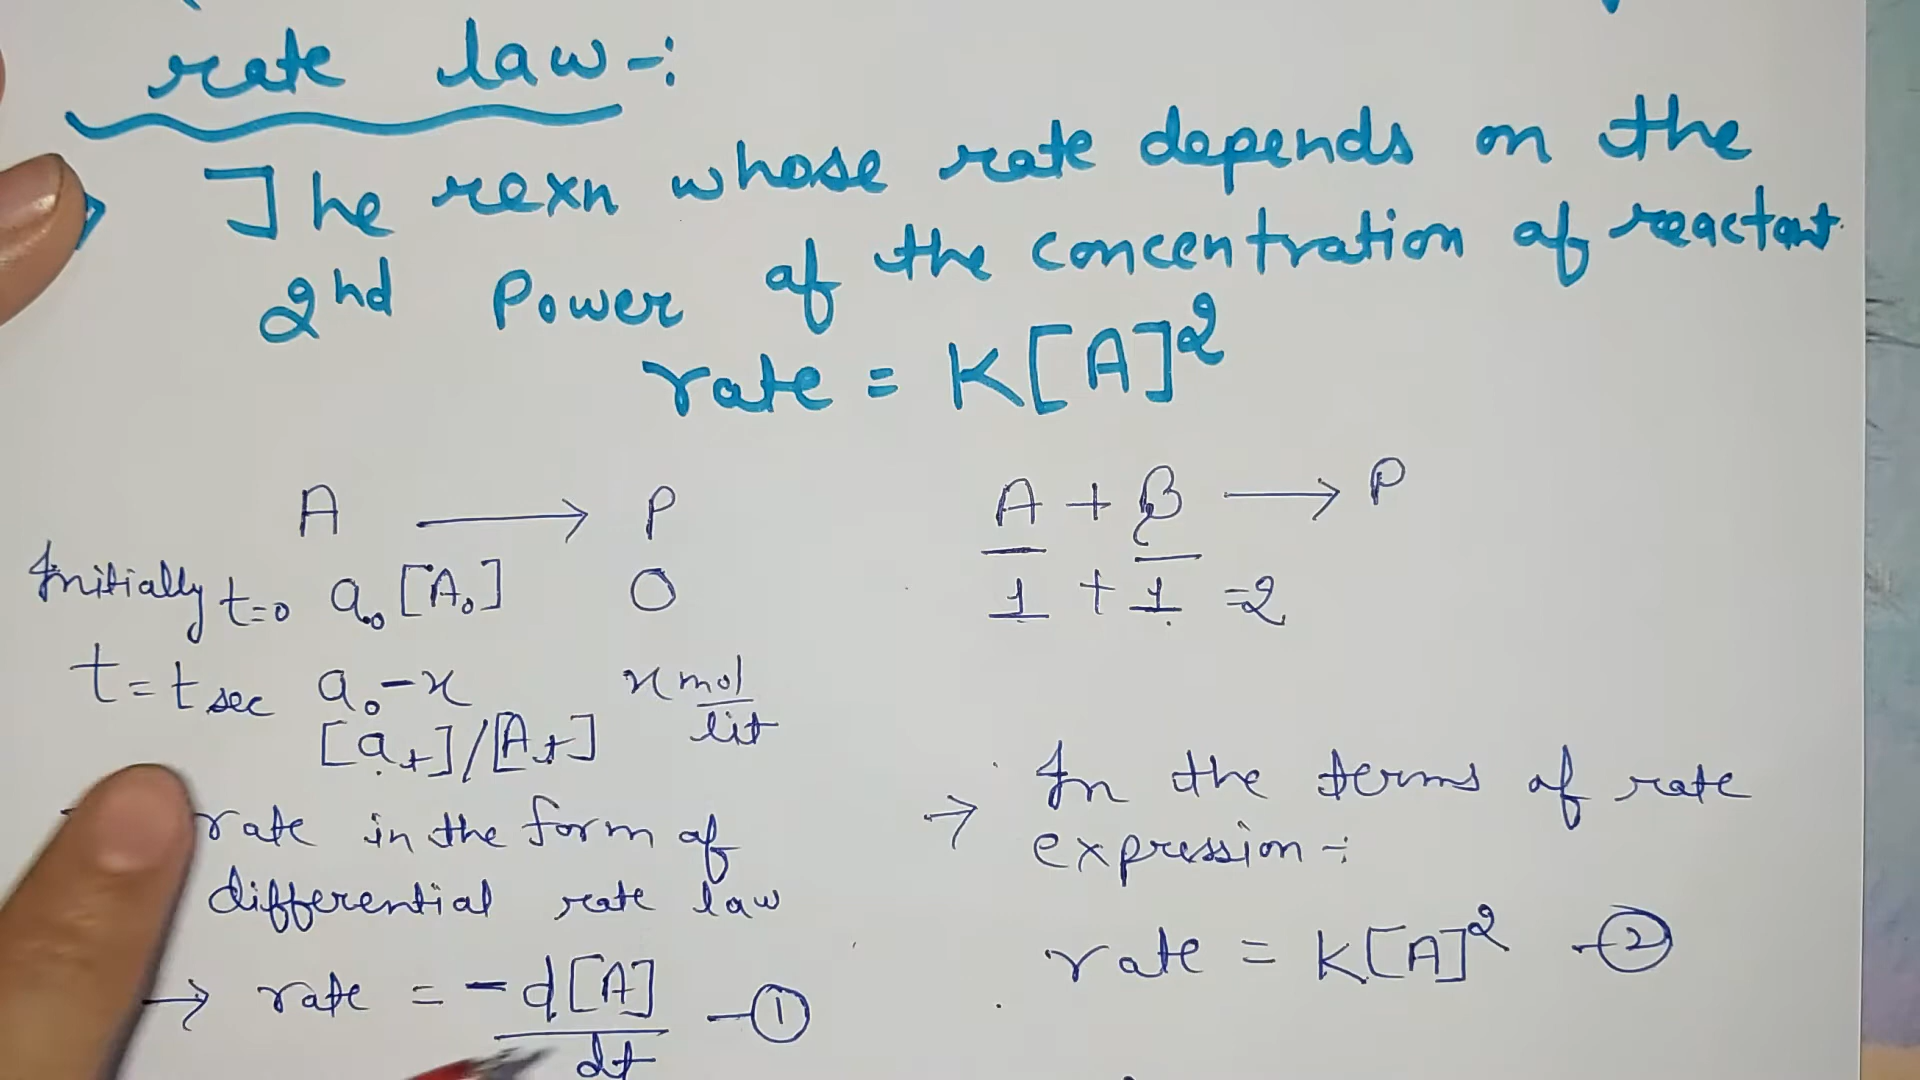 rate law-:
The rexn whose rate depends on the
2nd Power of the concentration of reactant
rate = K[A]²
A ⟶ P
Initially t=0 a₀ [A₀] O
t=t sec a₀-x x mol/lit
[aₜ]/[Aₜ]
rate in the form of
differential rate law
→ rate = -d[A]/dt -①
A + B ⟶ P
1 + 1 =2
→ In the terms of rate
expression -:
rate = K[A]² -②